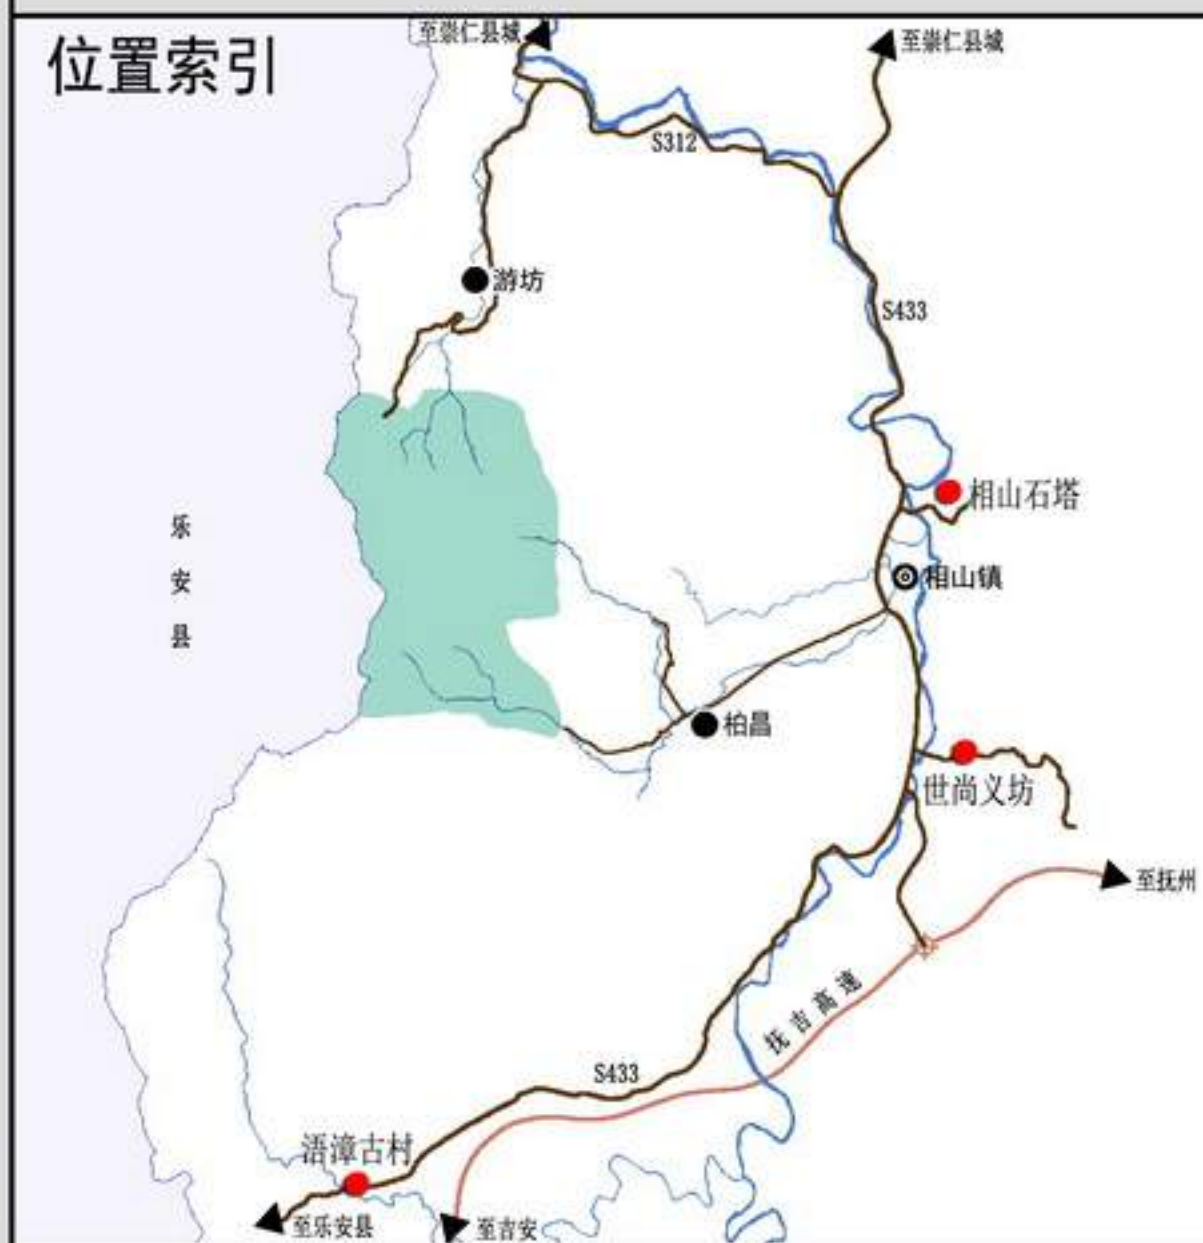 位置索引
至崇仁县城
至崇仁县城
S312
游坊
S433
相山石塔
乐安县
相山镇
柏昌
世尚义坊
至抚州
抚吉高速
S433
浯漳古村
至乐安县
至吉安